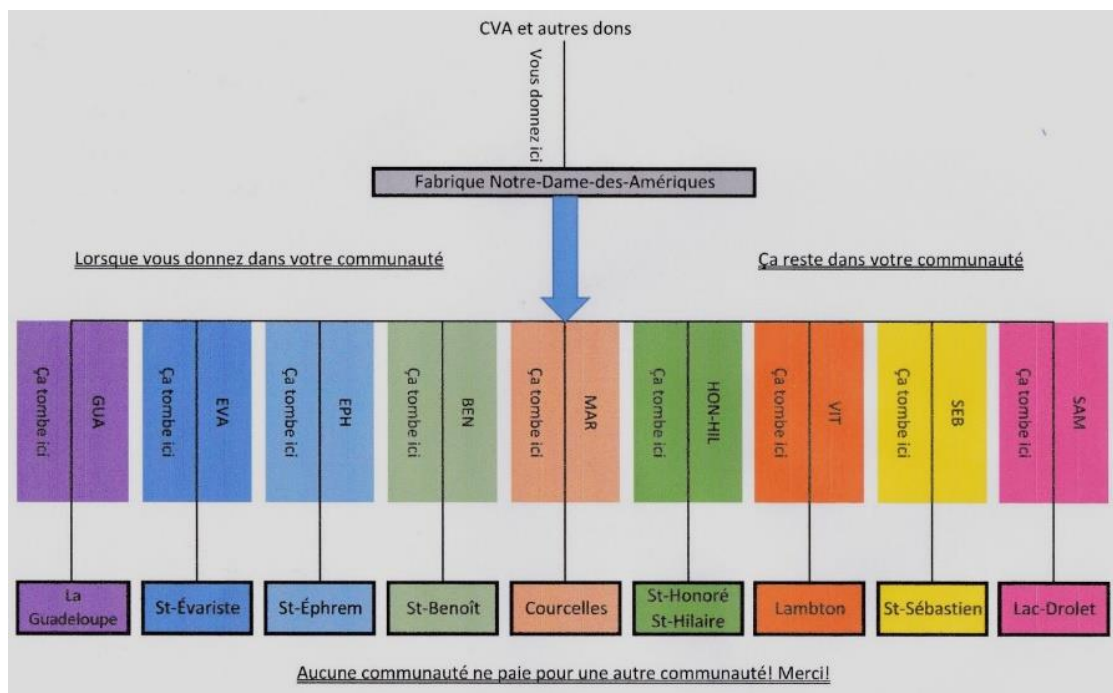 CVA et autres dons
Vous donnez ici
Fabrique Notre-Dame-des-Amériques
Lorsque vous donnez dans votre communauté
Ça reste dans votre communauté
Ça tombe ici
GUA
Ça tombe ici
EVA
Ça tombe ici
EPH
Ça tombe ici
BEN
Ça tombe ici
MAR
Ça tombe ici
HON-HIL
Ça tombe ici
VIT
Ça tombe ici
SEB
Ça tombe ici
SAM
La
Guadeloupe
St-Évariste
St-Éphrem
St-Benoît
Courcelles
St-Honoré
St-Hilaire
Lambton
St-Sébastien
Lac-Drolet
Aucune communauté ne paie pour une autre communauté! Merci!